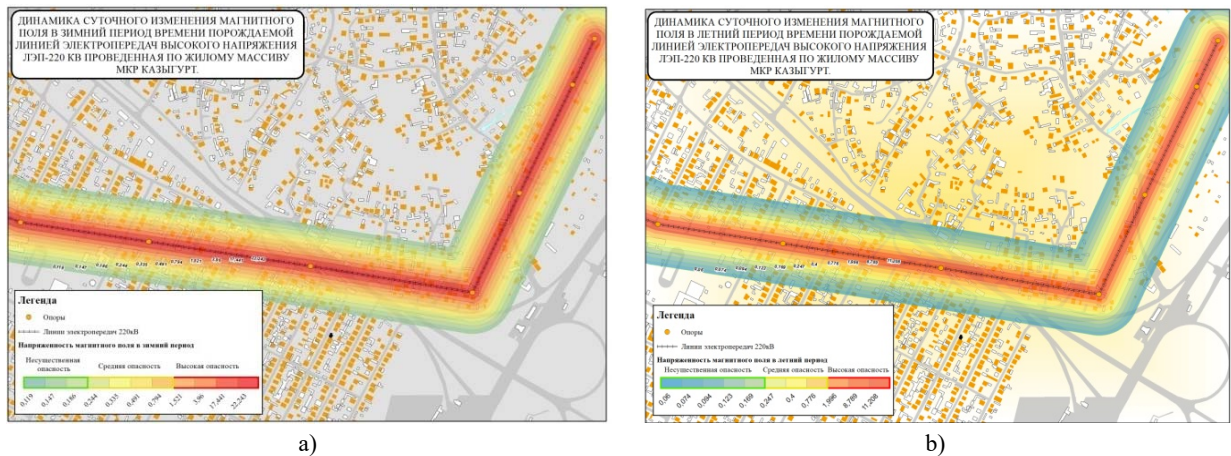 ДИНАМИКА СУТОЧНОГО ИЗМЕНЕНИЯ МАГНИТНОГО
ПОЛЯ В ЗИМНИЙ ПЕРИОД ВРЕМЕНИ ПОРОЖДАЕМОЙ
ЛИНИЕЙ ЭЛЕКТРОПЕРЕДАЧ ВЫСОКОГО НАПРЯЖЕНИЯ
ЛЭП-220 КВ ПРОВЕДЕННАЯ ПО ЖИЛОМУ МАССИВУ
МКР КАЗЫГУРТ.
Легенда
Опоры
Линии электропередач 220кВ
Напряженность магнитного поля в зимний период
Несущественная
опасность
Средняя опасность
Высокая опасность
0,119
0,147
0,186
0,244
0,335
0,491
0,794
1,521
3,96
17,441
22,243
a)
ДИНАМИКА СУТОЧНОГО ИЗМЕНЕНИЯ МАГНИТНОГО
ПОЛЯ В ЛЕТНИЙ ПЕРИОД ВРЕМЕНИ ПОРОЖДАЕМОЙ
ЛИНИЕЙ ЭЛЕКТРОПЕРЕДАЧ ВЫСОКОГО НАПРЯЖЕНИЯ
ЛЭП-220 КВ ПРОВЕДЕННАЯ ПО ЖИЛОМУ МАССИВУ
МКР КАЗЫГУРТ.
Легенда
Опоры
Линии электропередач 220кВ
Напряженность магнитного поля в летний период
Несущественная опасность
Средняя опасность
Высокая опасность
0,06
0,074
0,094
0,123
0,169
0,247
0,4
0,776
1,996
8,789
11,208
b)